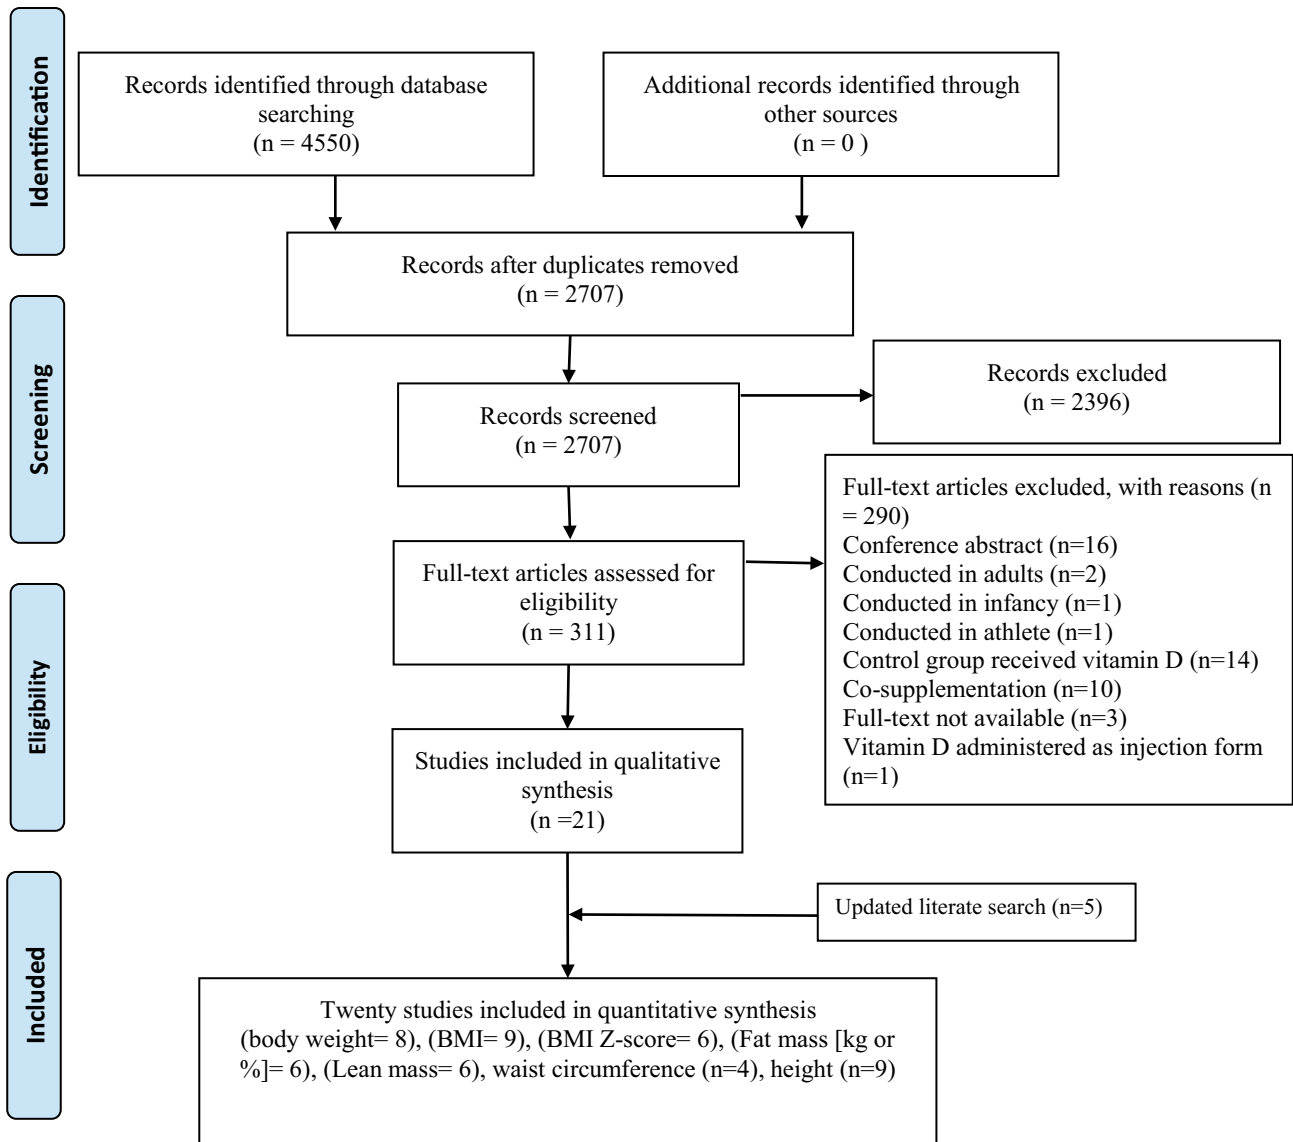 Identification
Records identified through database
searching
(n = 4550)
Additional records identified through
other sources
(n = 0 )
Records after duplicates removed
(n = 2707)
Screening
Records screened
(n = 2707)
Records excluded
(n = 2396)
Full-text articles assessed for
eligibility
(n = 311)
Full-text articles excluded, with reasons (n
= 290)
Conference abstract (n=16)
Conducted in adults (n=2)
Conducted in infancy (n=1)
Conducted in athlete (n=1)
Control group received vitamin D (n=14)
Co-supplementation (n=10)
Full-text not available (n=3)
Vitamin D administered as injection form
(n=1)
Eligibility
Studies included in qualitative
synthesis
(n =21)
Updated literate search (n=5)
Included
Twenty studies included in quantitative synthesis
(body weight= 8), (BMI= 9), (BMI Z-score= 6), (Fat mass [kg or
%]= 6), (Lean mass= 6), waist circumference (n=4), height (n=9)